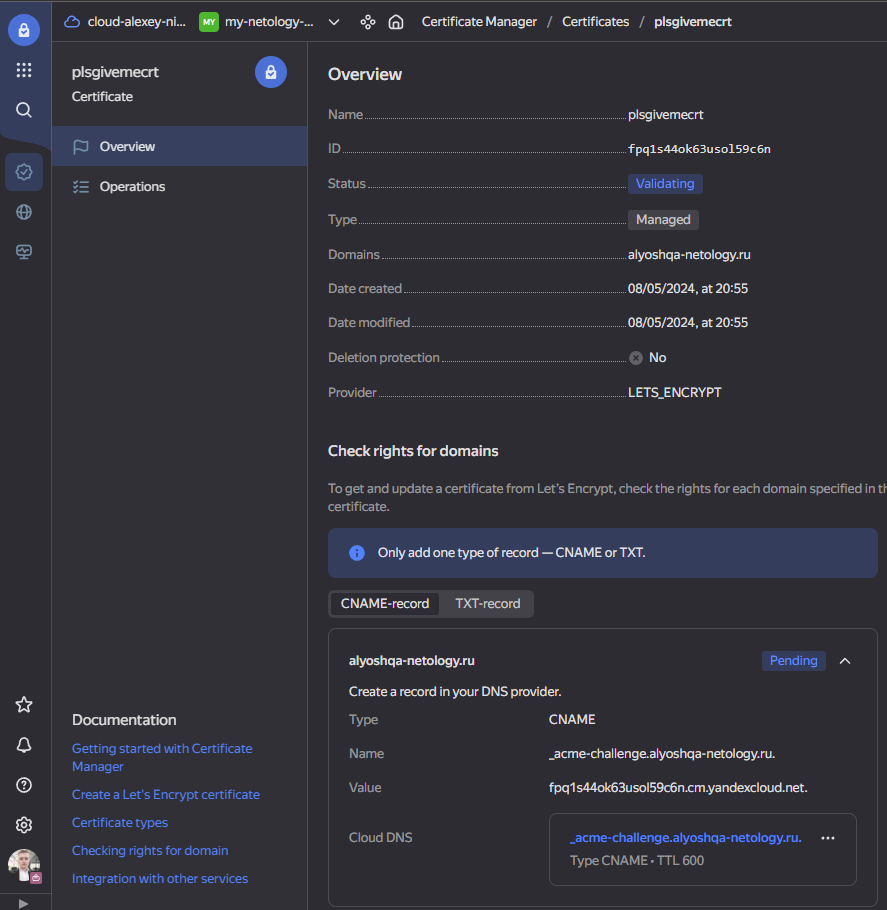 cloud-alexey-ni... MY my-netology-... Certificate Manager / Certificates / plsgivemecrt
plsgivemecrt
Certificate
Overview
Operations
Documentation
Getting started with Certificate
Manager
Create a Let's Encrypt certificate
Certificate types
Checking rights for domain
Integration with other services
Overview
Name plsgivemecrt
ID fpq1s44ok63usol59c6n
Status Validating
Type Managed
Domains alyoshqa-netology.ru
Date created 08/05/2024, at 20:55
Date modified 08/05/2024, at 20:55
Deletion protection No
Provider LETS_ENCRYPT
Check rights for domains
To get and update a certificate from Let's Encrypt, check the rights for each domain specified in th
certificate.
Only add one type of record — CNAME or TXT.
CNAME-record TXT-record
alyoshqa-netology.ru Pending
Create a record in your DNS provider.
Type CNAME
Name _acme-challenge.alyoshqa-netology.ru.
Value fpq1s44ok63usol59c6n.cm.yandexcloud.net.
Cloud DNS _acme-challenge.alyoshqa-netology.ru. ...
Type CNAME • TTL 600